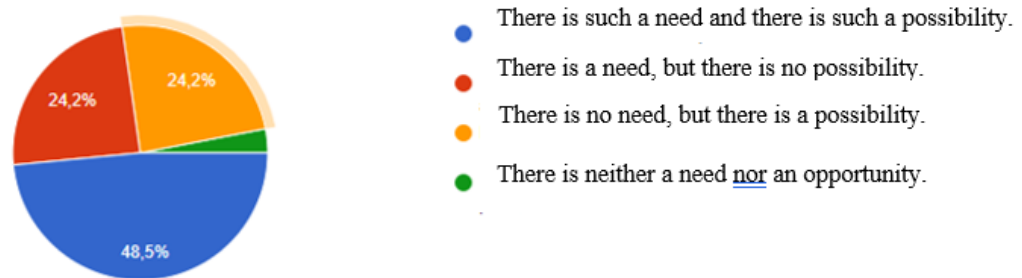 There is such a need and there is such a possibility.
There is a need, but there is no possibility.
There is no need, but there is a possibility.
There is neither a need nor an opportunity.
24,2%
24,2%
48,5%